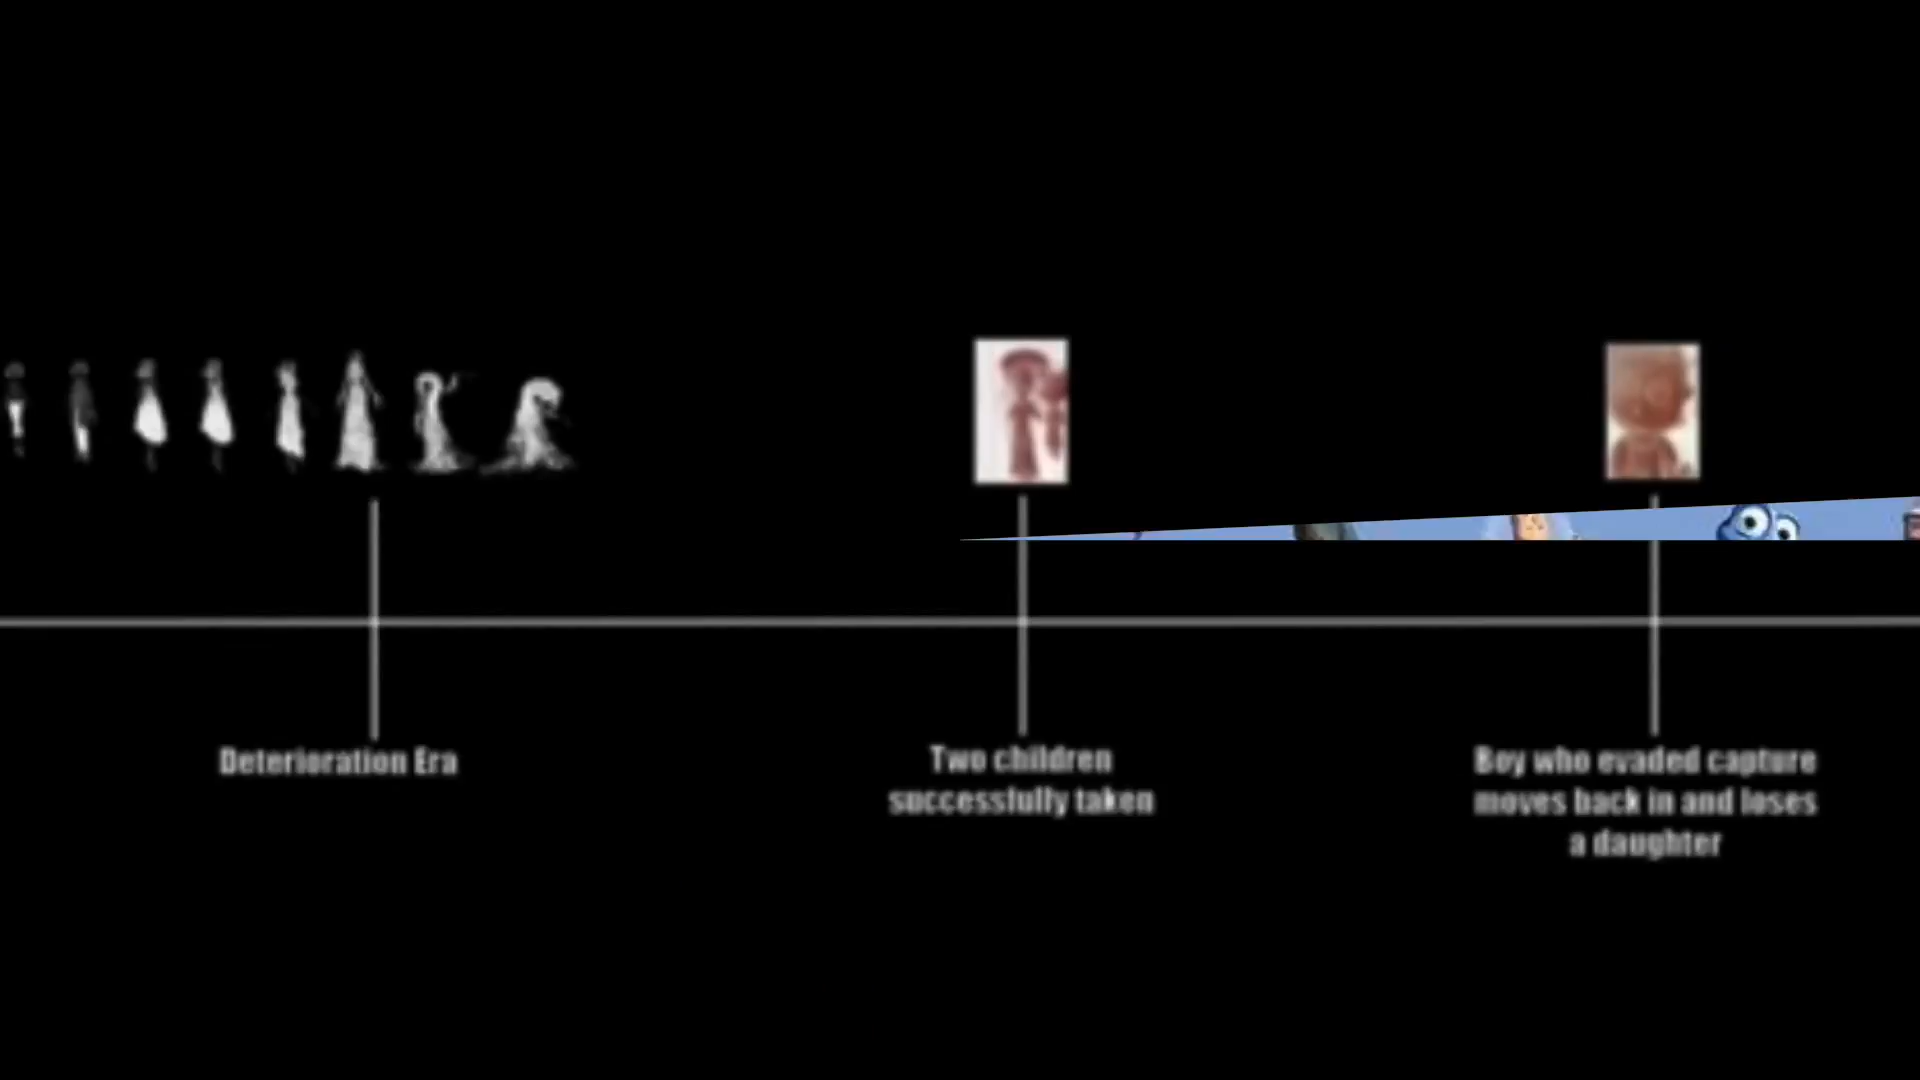 Deterioration Era
Two children
successfully taken
Boy who evaded capture
moves back in and loses
a daughter